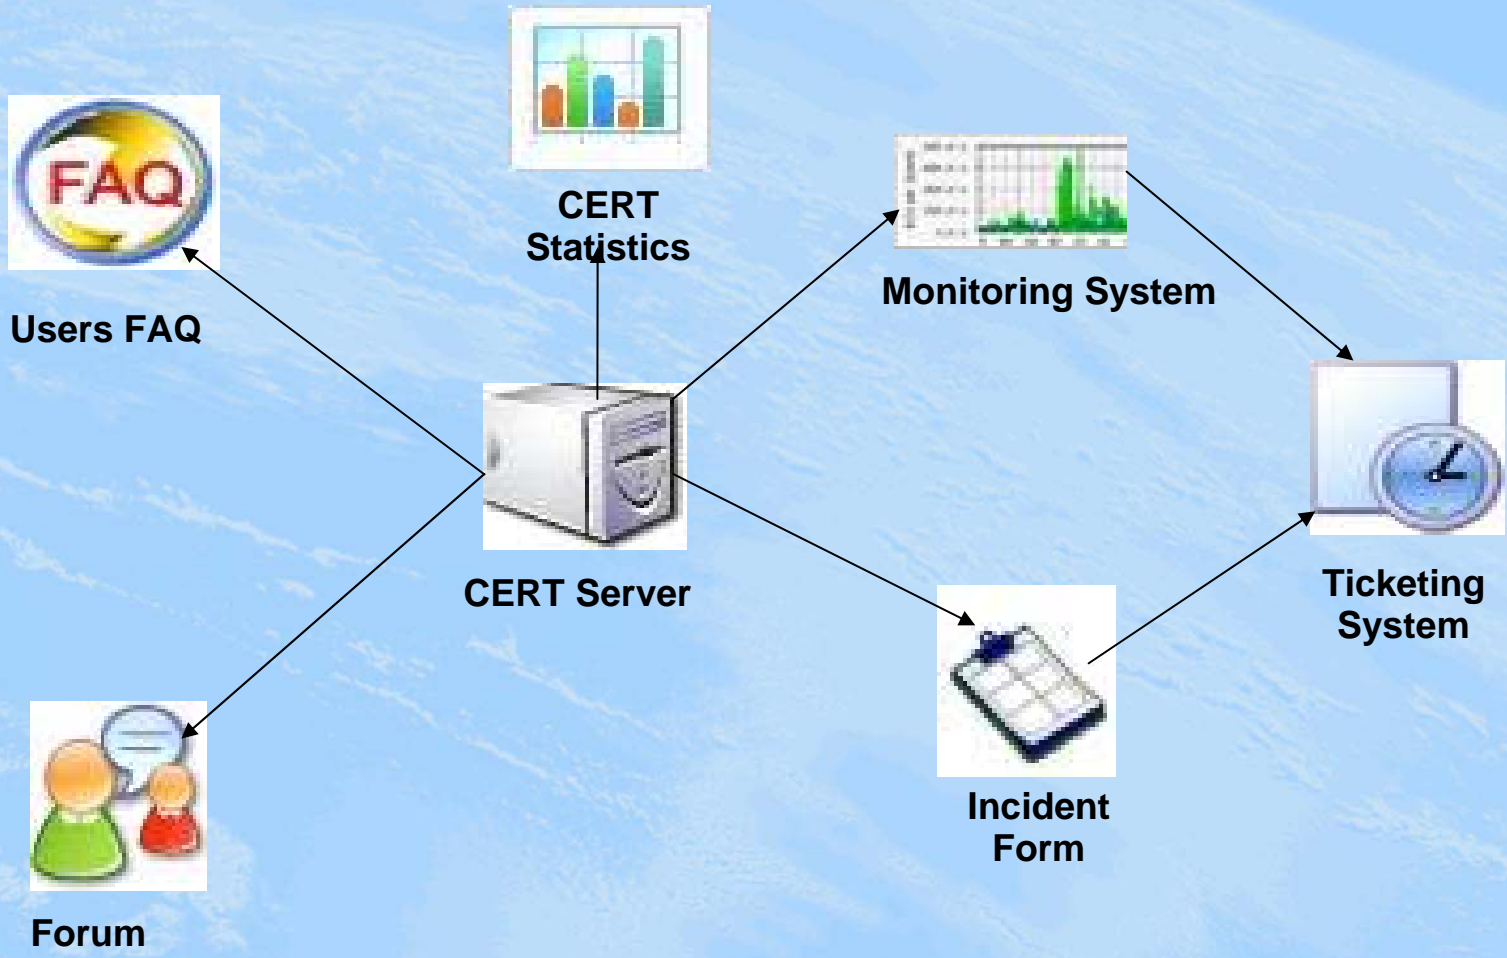 CERT
Statistics
FAQ
Users FAQ
Monitoring System
CERT Server
Ticketing
System
Incident
Form
Forum